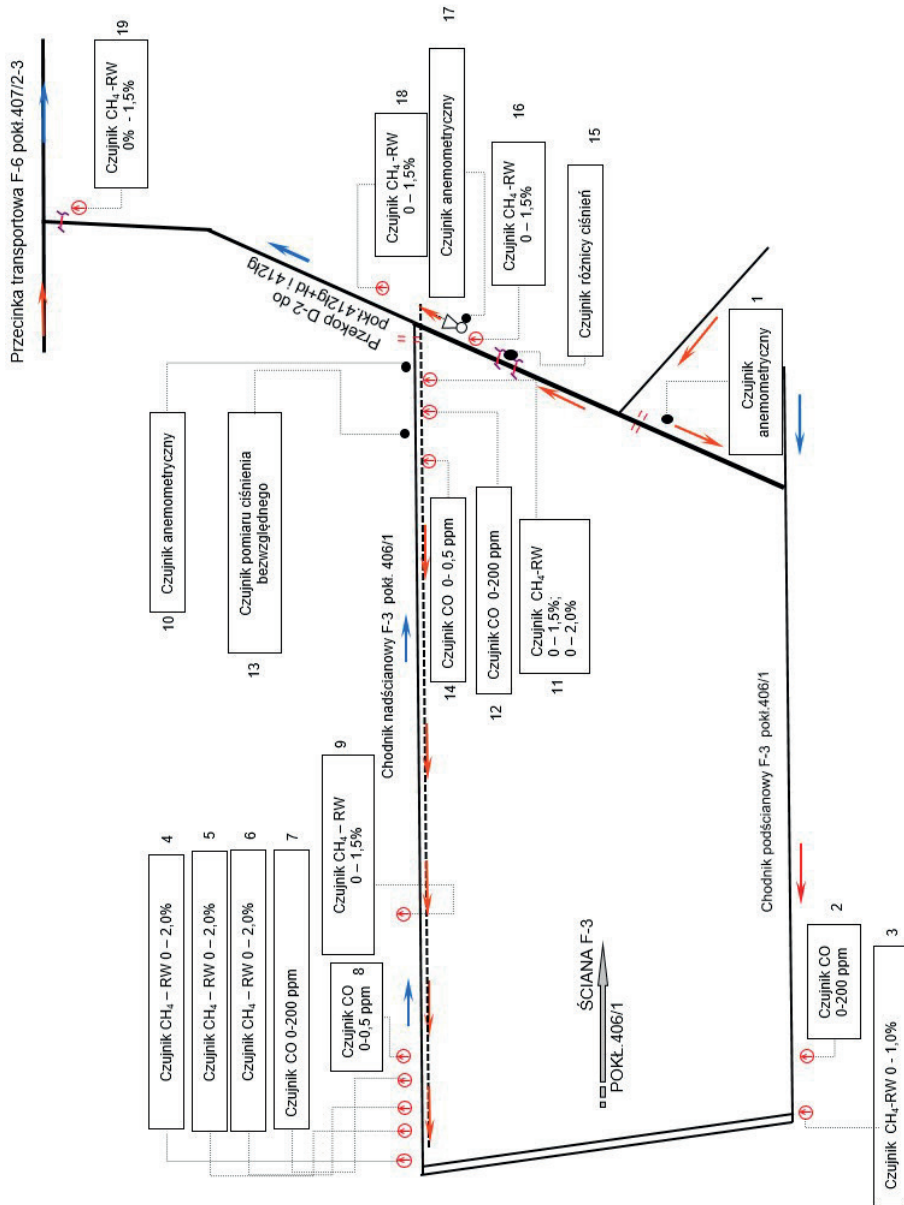 Przecinka transportowa F-6 pokł.407/2-3
19
Czujnik CH₄-RW
0% - 1,5%
Przekop D-2 do
pokł.412łg+łd i 412łg
18
Czujnik CH₄-RW
0 – 1,5%
17
Czujnik anemometryczny
16
Czujnik CH₄-RW
0 – 1,5%
15
Czujnik różnicy ciśnień
1
Czujnik
anemometryczny
10
Czujnik anemometryczny
13
Czujnik pomiaru ciśnienia
bezwzględnego
Chodnik nadścianowy F-3 pokł. 406/1
14
Czujnik CO 0- 0,5 ppm
12
Czujnik CO 0-200 ppm
11
Czujnik CH₄-RW
0 – 1,5%;
0 – 2,0%
4
Czujnik CH₄ – RW 0 – 2,0%
5
Czujnik CH₄ – RW 0 – 2,0%
6
Czujnik CH₄ – RW 0 – 2,0%
7
Czujnik CO 0-200 ppm
8
Czujnik CO
0-0,5 ppm
9
Czujnik CH₄ – RW
0 – 1,5%
ŚCIANA F-3
POKŁ.406/1
Chodnik podścianowy F-3 pokł.406/1
2
Czujnik CO
0-200 ppm
3
Czujnik CH₄-RW 0 - 1,0%